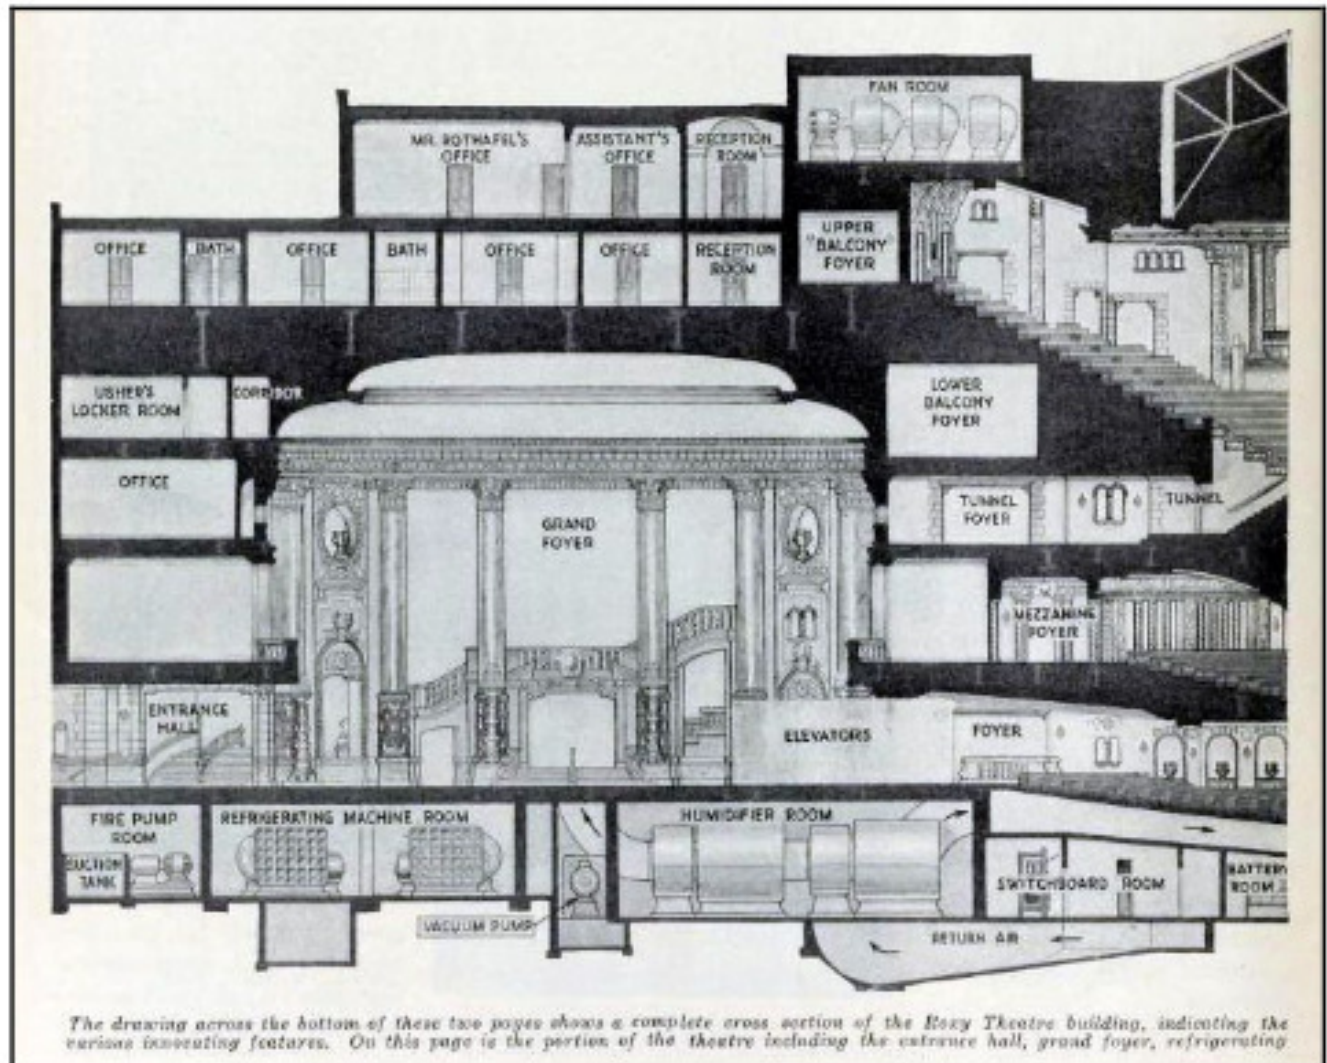 FAN ROOM
MR. ROTHAFEL'S
OFFICE
ASSISTANT'S
OFFICE
RECEPTION
ROOM
OFFICE
BATH
OFFICE
BATH
OFFICE
OFFICE
RECEPTION
ROOM
UPPER
BALCONY
FOYER
USHER'S
LOCKER ROOM
CORRIDOR
LOWER
BALCONY
FOYER
OFFICE
GRAND
FOYER
TUNNEL
FOYER
TUNNEL
MEZZANINE
FOYER
ENTRANCE
HALL
ELEVATORS
FOYER
FIRE PUMP
ROOM
SUCTION
TANK
REFRIGERATING MACHINE ROOM
HUMIDIFIER ROOM
SWITCHBOARD ROOM
BATTERY
ROOM
VACUUM PUMP
RETURN AIR
The drawing across the bottom of these two pages shows a complete cross section of the Roxy Theatre building, indicating the
various innovating features. On this page is the portion of the theatre including the entrance hall, grand foyer, refrigerating